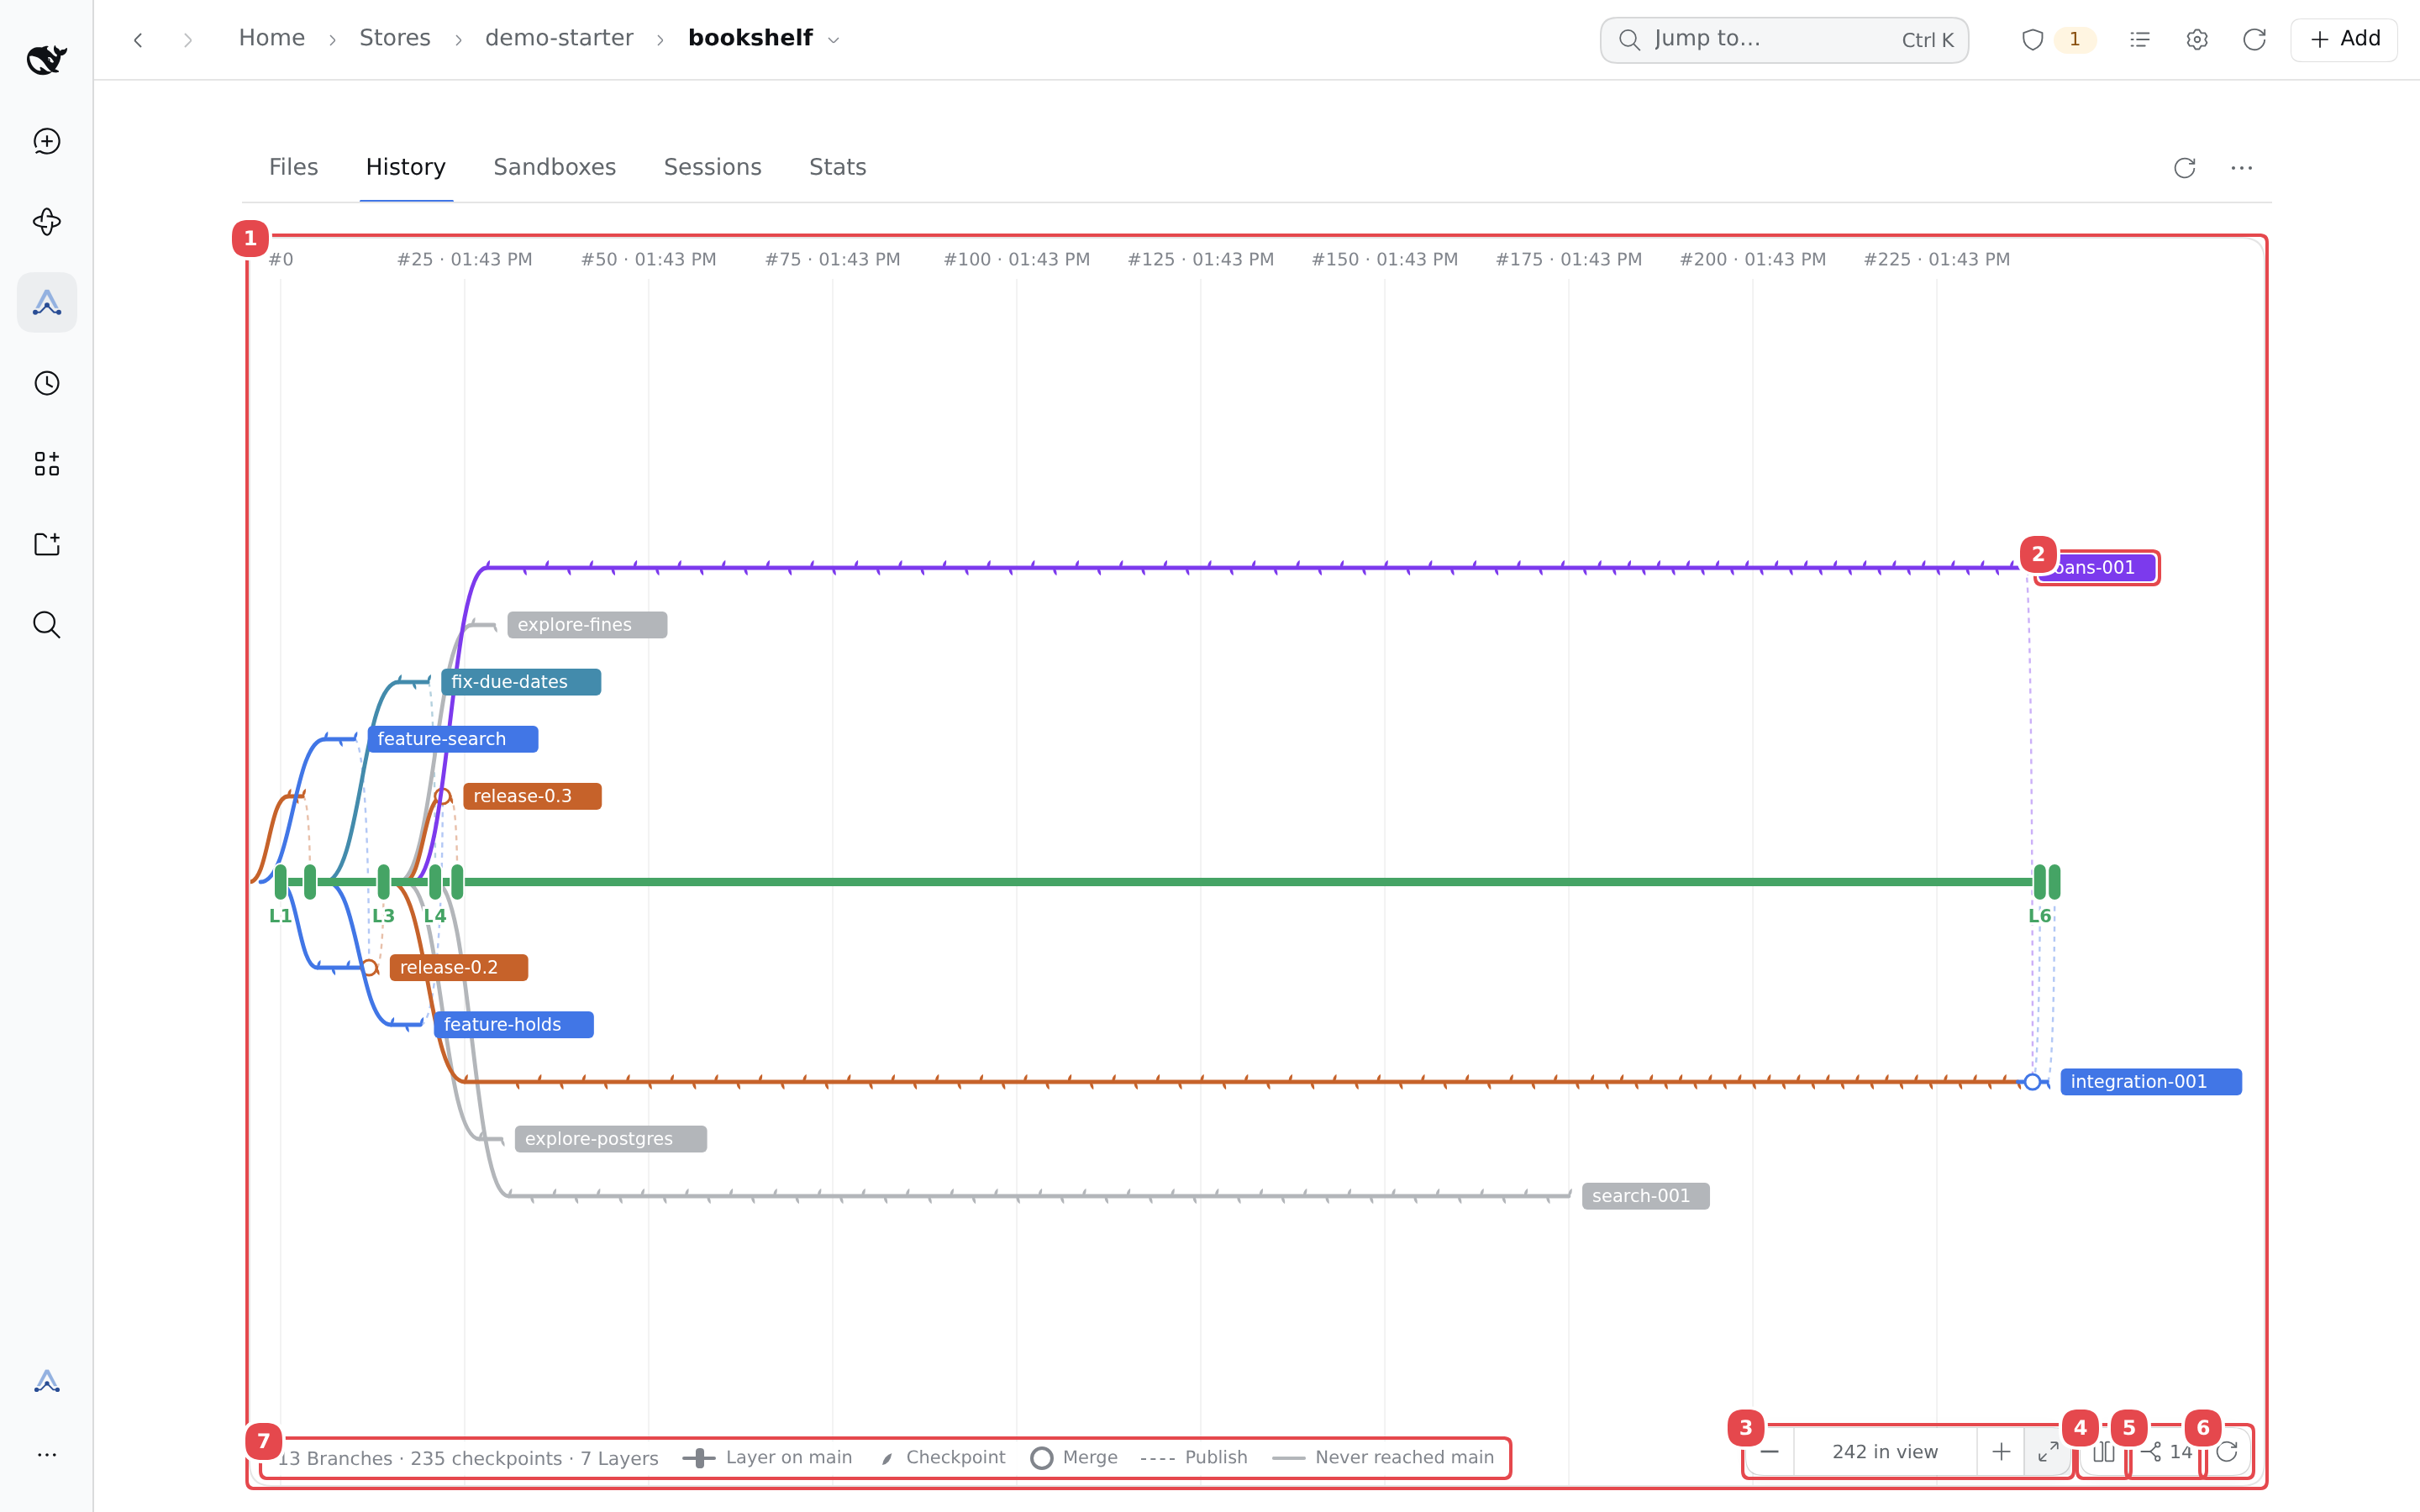 Home
Stores
demo-starter
bookshelf
Jump to...
Ctrl K
1
Add
Files
History
Sandboxes
Sessions
Stats
1
#0
#25 · 01:43 PM
#50 · 01:43 PM
#75 · 01:43 PM
#100 · 01:43 PM
#125 · 01:43 PM
#150 · 01:43 PM
#175 · 01:43 PM
#200 · 01:43 PM
#225 · 01:43 PM
2
explore-fines
fix-due-dates
feature-search
release-0.3
L1
L3
L4
L6
release-0.2
feature-holds
integration-001
explore-postgres
search-001
7
13 Branches · 235 checkpoints · 7 Layers
Layer on main
Checkpoint
Merge
Publish
Never reached main
3
242 in view
4
5
14
6